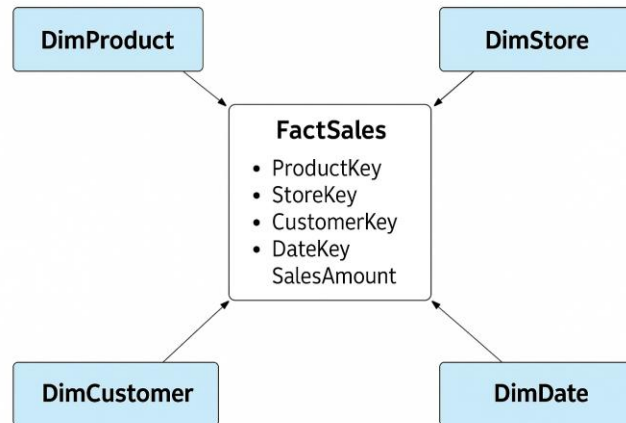 DimProduct
DimStore
FactSales
• ProductKey
• StoreKey
• CustomerKey
• DateKey
SalesAmount
DimCustomer
DimDate